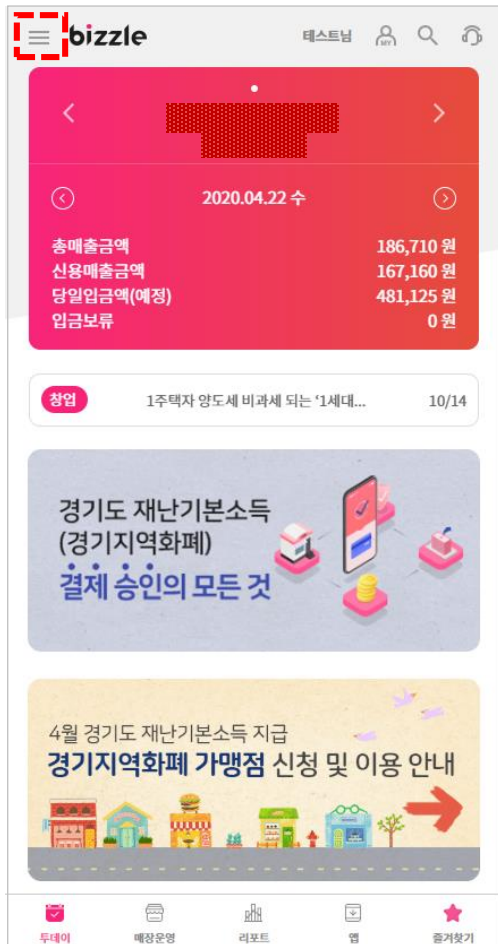 bizzle
테스트님
MY
2020.04.22 수
총매출금액 186,710 원
신용매출금액 167,160 원
당일입금액(예정) 481,125 원
입금보류 0 원
창업 1주택자 양도세 비과세 되는 ‘1세대... 10/14
경기도 재난기본소득
(경기지역화폐)
결제 승인의 모든 것
4월 경기도 재난기본소득 지급
경기지역화폐 가맹점 신청 및 이용 안내
투데이 매장운영 리포트 앱 즐겨찾기